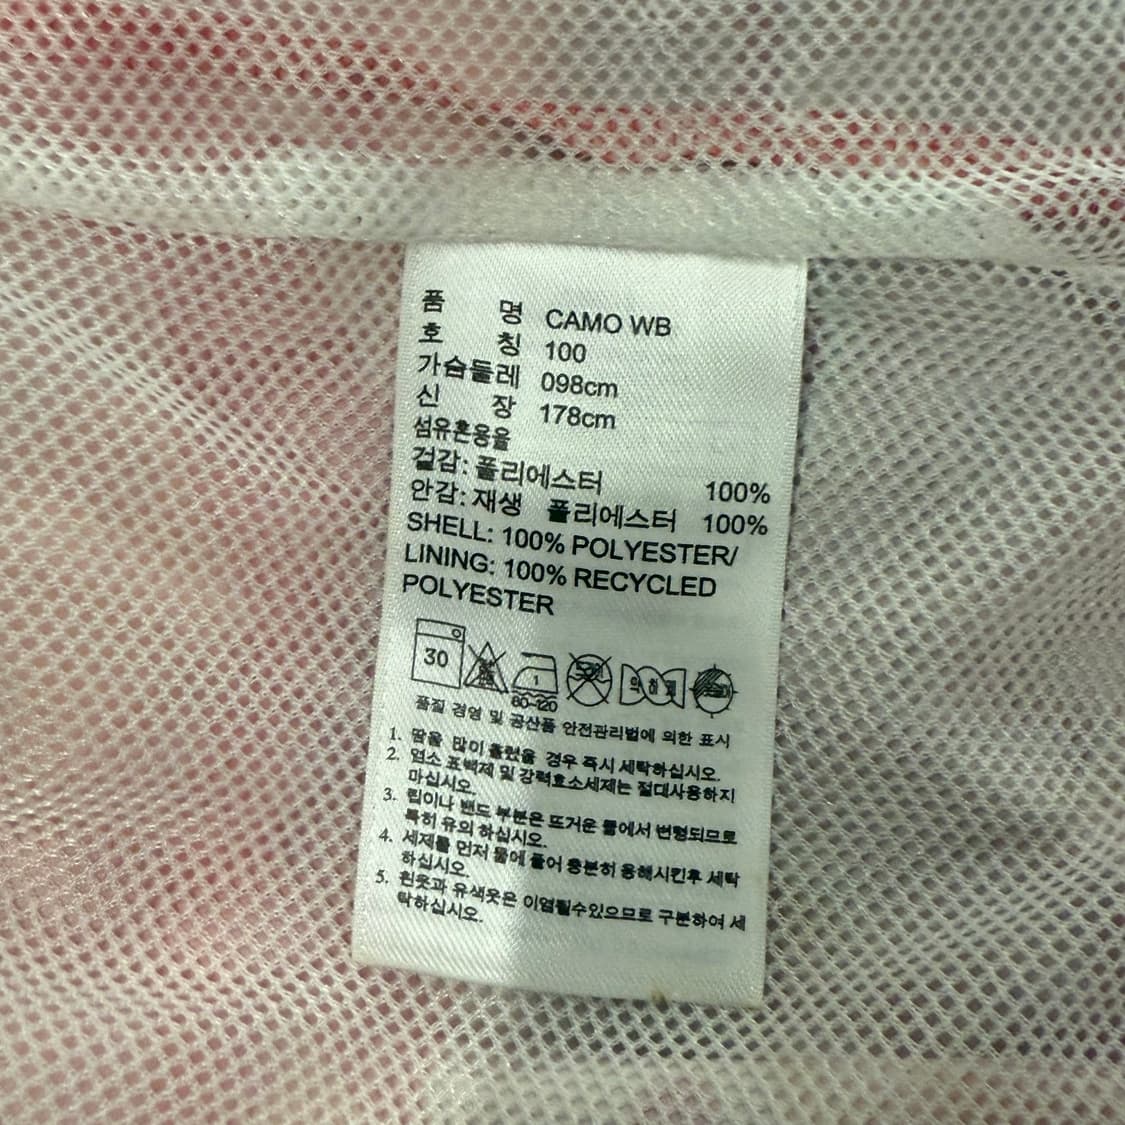 품 명 CAMO WB
호 칭 100
가슴둘레 098cm
신 장 178cm
섬유혼용율
겉감: 폴리에스터 100%
안감: 재생 폴리에스터 100%
SHELL: 100% POLYESTER/
LINING: 100% RECYCLED
POLYESTER
30
1
80~120
약하게
품질 경영 및 공산품 안전관리법에 의한 표시
1. 땀을 많이 흘렸을 경우 즉시 세탁하십시오.
2. 염소 표백제 및 강력효소세제는 절대사용하지
마십시오.
3. 립이나 밴드 부분은 뜨거운 물에서 변형되므로
특히 유의 하십시오.
4. 세제를 먼저 물에 풀어 충분히 용해시킨후 세탁
하십시오.
5. 흰옷과 유색옷은 이염될수있으므로 구분하여 세
탁하십시오.